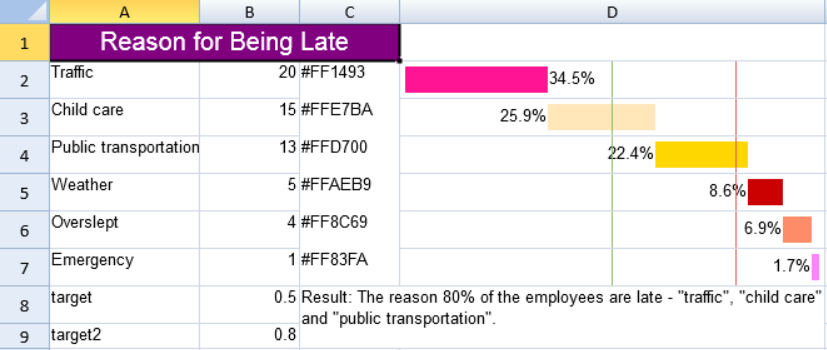 A B C D
1 Reason for Being Late
2 Traffic 20 #FF1493 34.5%
3 Child care 15 #FFE7BA 25.9%
4 Public transportation 13 #FFD700 22.4%
5 Weather 5 #FFAEB9 8.6%
6 Overslept 4 #FF8C69 6.9%
7 Emergency 1 #FF83FA 1.7%
8 target 0.5 Result: The reason 80% of the employees are late - "traffic", "child care"
and "public transportation".
9 target2 0.8